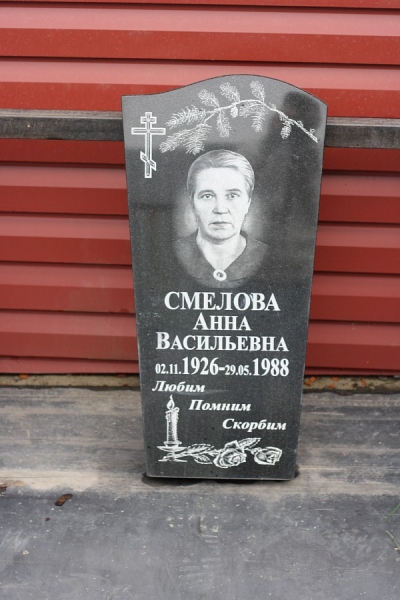 СМЕЛОВА
АННА
ВАСИЛЬЕВНА
02.11.1926-29.05.1988
Любим
Помним
Скорбим